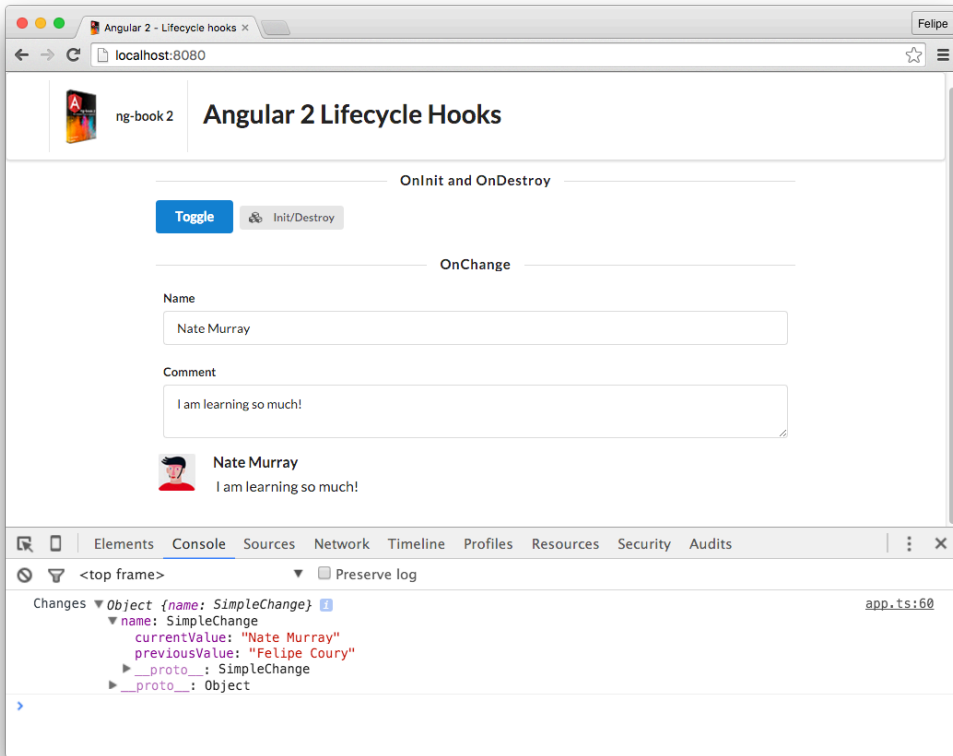 Angular 2 - Lifecycle hooks ×
Felipe
localhost:8080
ng-book 2
Angular 2 Lifecycle Hooks
OnInit and OnDestroy
Toggle
Init/Destroy
OnChange
Name
Nate Murray
Comment
I am learning so much!
Nate Murray
I am learning so much!
Elements Console Sources Network Timeline Profiles Resources Security Audits
<top frame> ▼ Preserve log
Changes ▼Object {name: SimpleChange} i app.ts:60
▼name: SimpleChange
currentValue: "Nate Murray"
previousValue: "Felipe Coury"
▶__proto__: SimpleChange
▶__proto__: Object
>